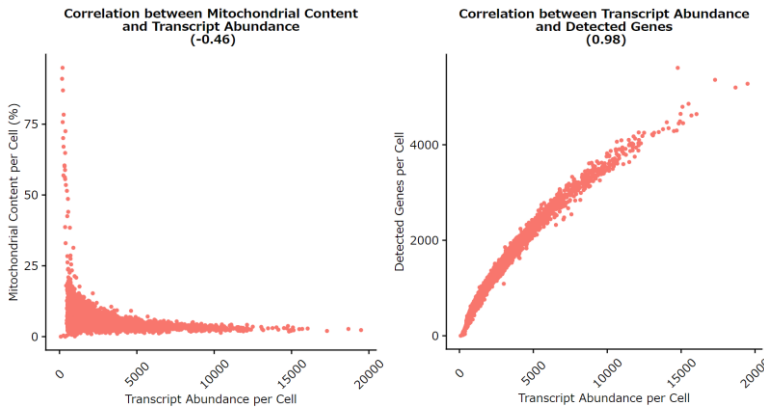 Correlation between Mitochondrial Content
and Transcript Abundance
(-0.46)
Mitochondrial Content per Cell (%)
75
50
25
0
0
5000
10000
15000
20000
Transcript Abundance per Cell
Correlation between Transcript Abundance
and Detected Genes
(0.98)
Detected Genes per Cell
4000
2000
0
0
5000
10000
15000
20000
Transcript Abundance per Cell